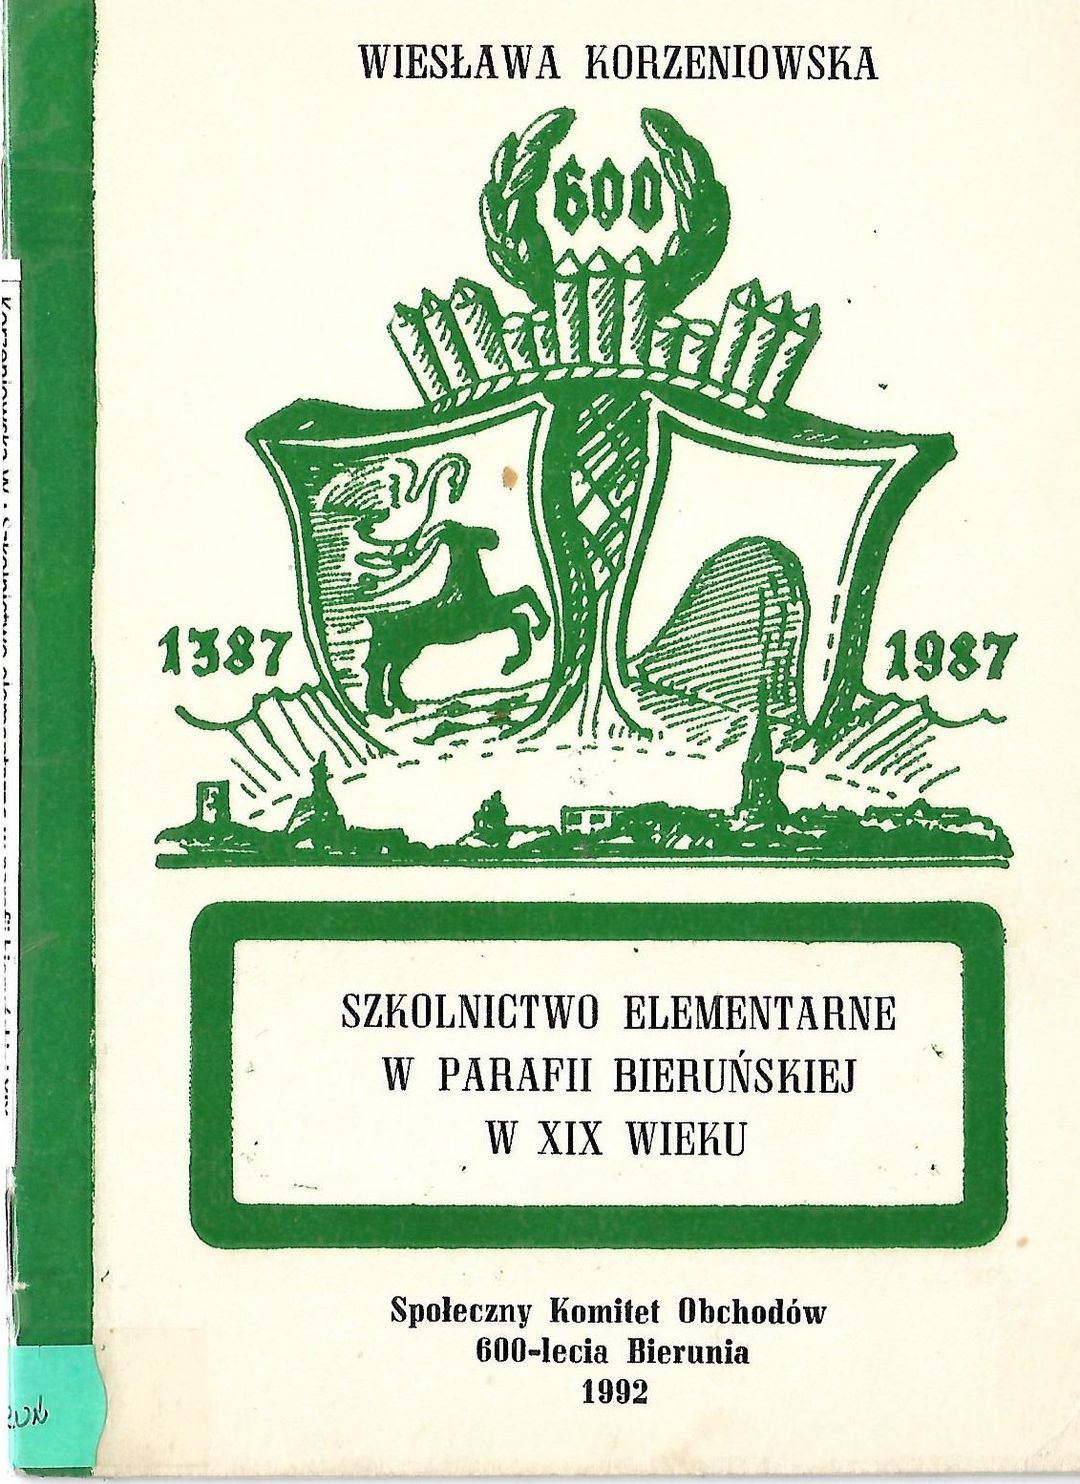 WIESŁAWA KORZENIOWSKA
600
1387
1987
SZKOLNICTWO ELEMENTARNE
W PARAFII BIERUŃSKIEJ
W XIX WIEKU
Społeczny Komitet Obchodów
600-lecia Bierunia
1992